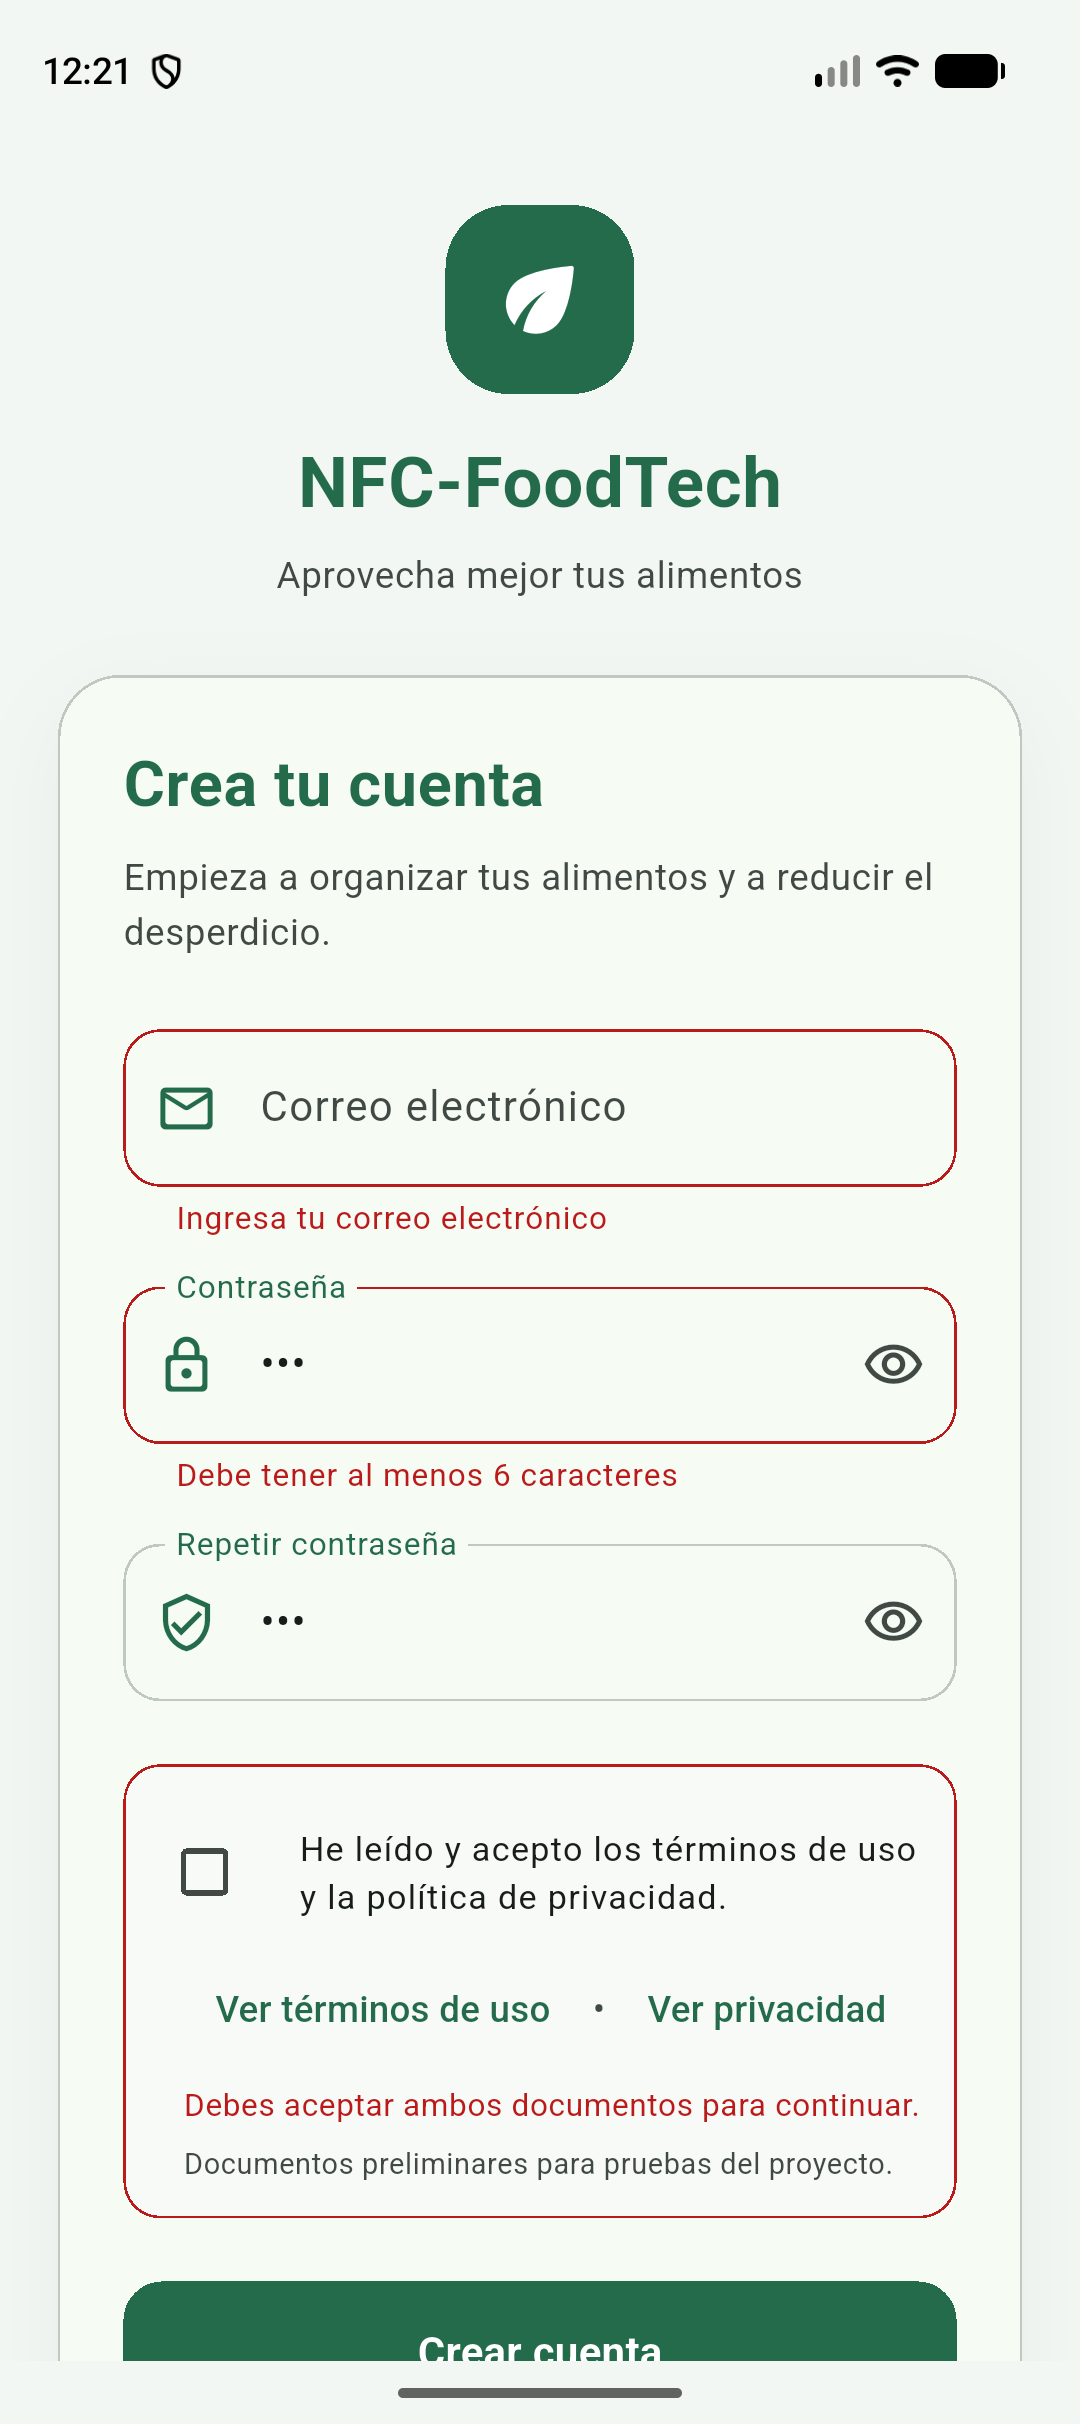 12:21
NFC-FoodTech
Aprovecha mejor tus alimentos
Crea tu cuenta
Empieza a organizar tus alimentos y a reducir el
desperdicio.
Correo electrónico
Ingresa tu correo electrónico
Contraseña
•••
Debe tener al menos 6 caracteres
Repetir contraseña
•••
He leído y acepto los términos de uso
y la política de privacidad.
Ver términos de uso • Ver privacidad
Debes aceptar ambos documentos para continuar.
Documentos preliminares para pruebas del proyecto.
Crear cuenta